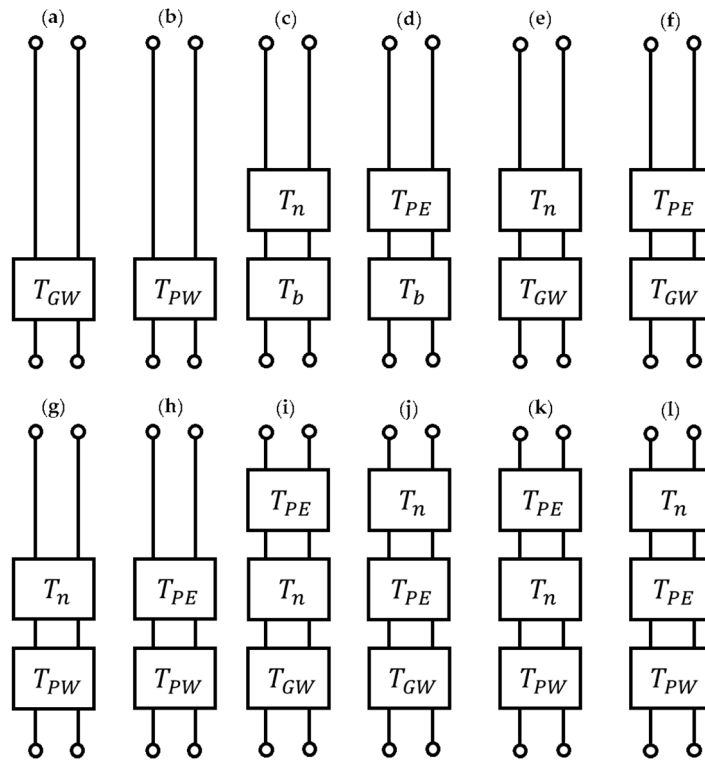 (a) (b) (c) (d) (e) (f)
T_n T_PE T_n T_PE
T_GW T_PW T_b T_b T_GW T_GW
(g) (h) (i) (j) (k) (l)
T_PE T_n T_PE T_n
T_n T_PE T_n T_PE T_n T_PE
T_PW T_PW T_GW T_GW T_PW T_PW